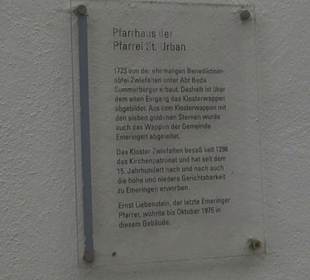 Pfarrhaus der
Pfarrei St. Urban
1723 von der ehemaligen Benediktiner-
abtei Zwiefalten unter Abt Beda
Summerberger erbaut. Deshalb ist über
dem alten Eingang das Klosterwappen
abgebildet. Aus dem Klosterwappen mit
den sieben goldenen Sternen wurde
auch das Wappen der Gemeinde
Emeringen abgeleitet.
Das Kloster Zwiefalten besaß seit 1296
das Kirchenpatronat und hat seit dem
15. Jahrhundert nach und nach auch
die hohe und niedere Gerichtsbarkeit
zu Emeringen erworben.
Ernst Liebenstein, der letzte Emeringer
Pfarrer, wohnte bis Oktober 1975 in
diesem Gebäude.